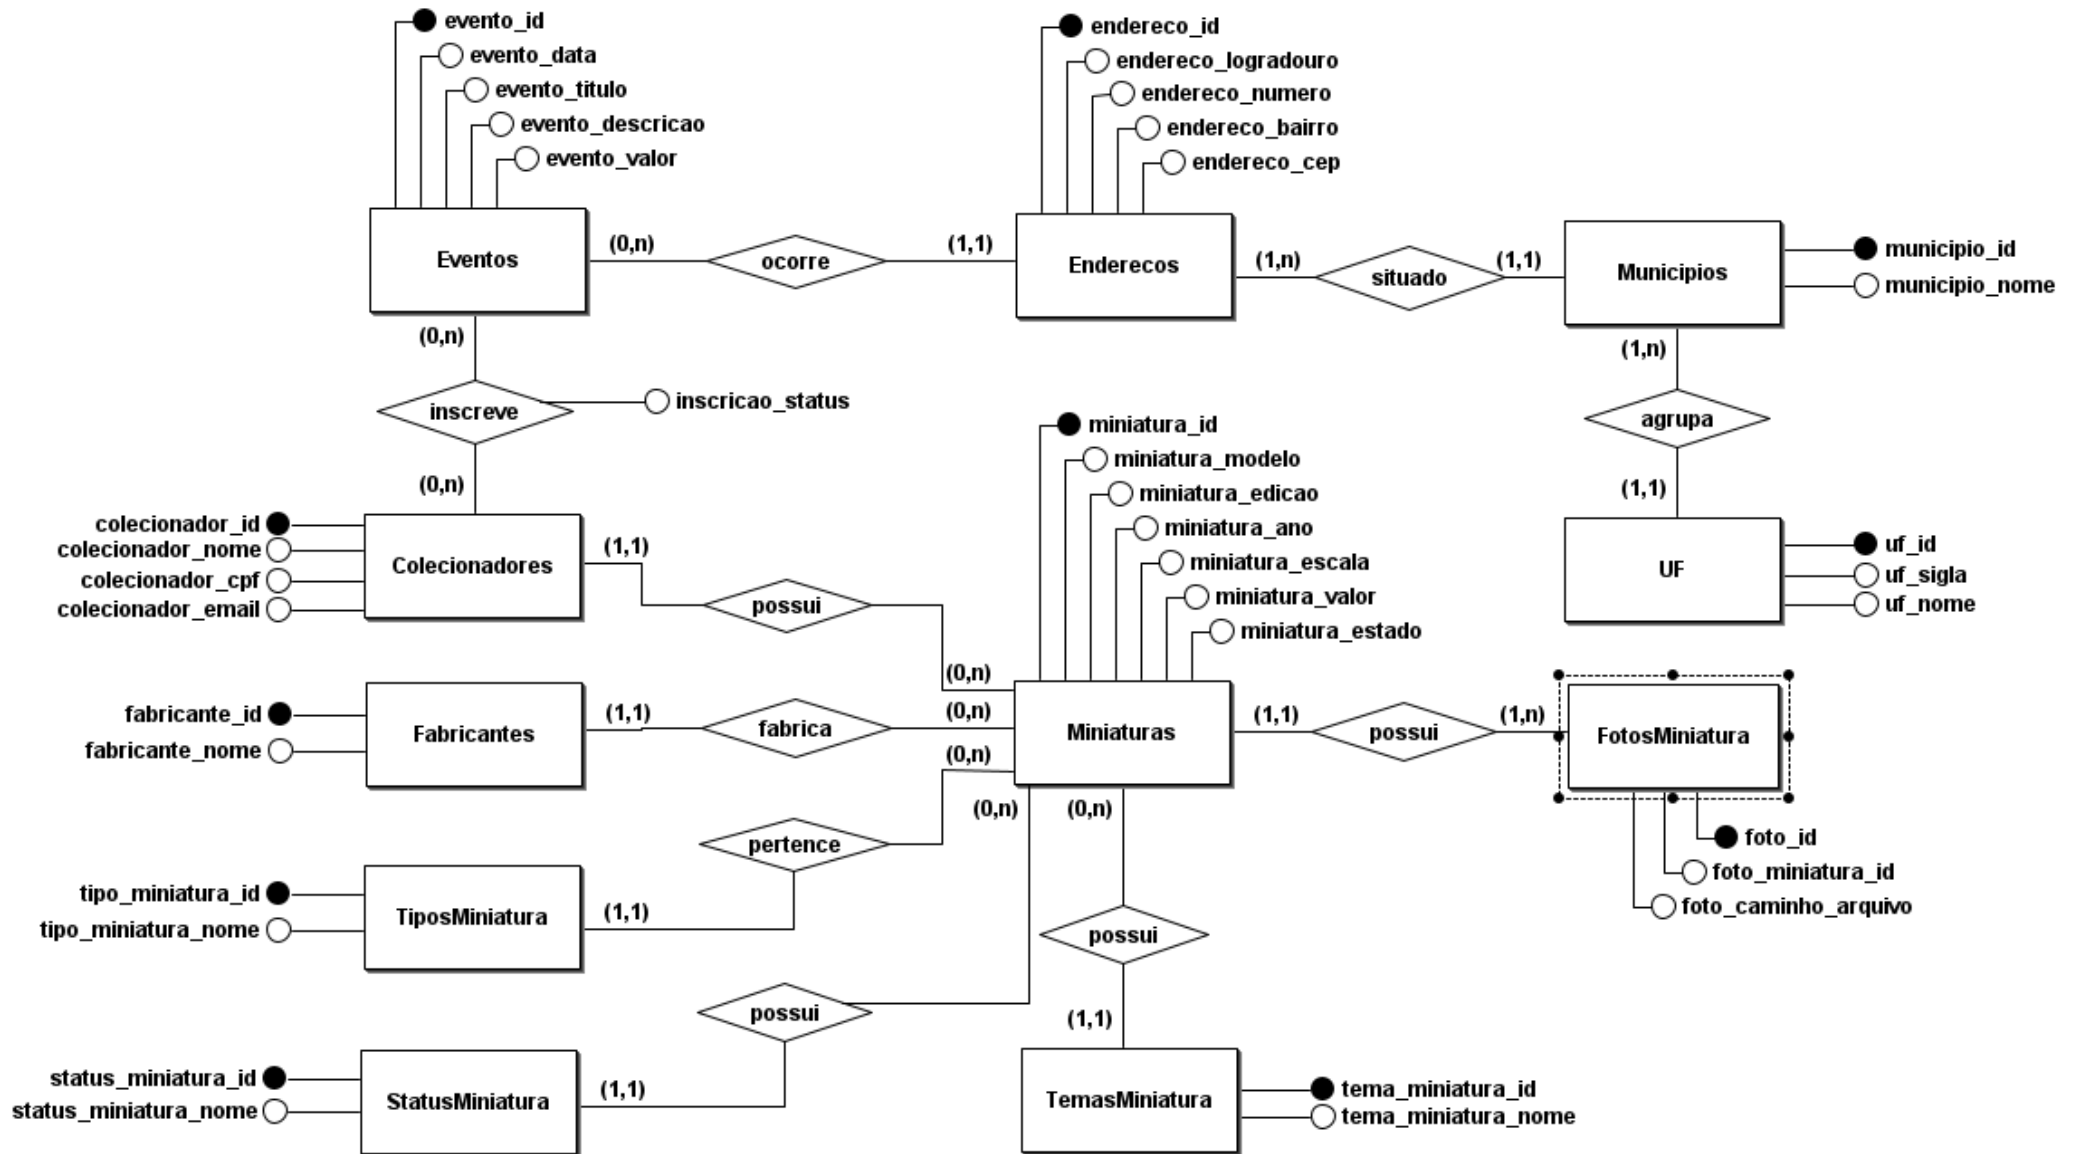 evento_id
evento_data
evento_titulo
evento_descricao
evento_valor
endereco_id
endereco_logradouro
endereco_numero
endereco_bairro
endereco_cep
Eventos
(0,n)
ocorre
(1,1)
Enderecos
(1,n)
situado
(1,1)
Municipios
municipio_id
municipio_nome
(0,n)
inscreve
inscricao_status
(0,n)
(1,n)
agrupa
(1,1)
UF
uf_id
uf_sigla
uf_nome
colecionador_id
colecionador_nome
colecionador_cpf
colecionador_email
Colecionadores
(1,1)
possui
(0,n)
miniatura_id
miniatura_modelo
miniatura_edicao
miniatura_ano
miniatura_escala
miniatura_valor
miniatura_estado
fabricante_id
fabricante_nome
Fabricantes
(1,1)
fabrica
(0,n)
Miniaturas
(1,1)
possui
(1,n)
FotosMiniatura
foto_id
foto_miniatura_id
foto_caminho_arquivo
(0,n)
pertence
tipo_miniatura_id
tipo_miniatura_nome
TiposMiniatura
(1,1)
(0,n)
possui
status_miniatura_id
status_miniatura_nome
StatusMiniatura
(1,1)
(0,n)
possui
(1,1)
TemasMiniatura
tema_miniatura_id
tema_miniatura_nome